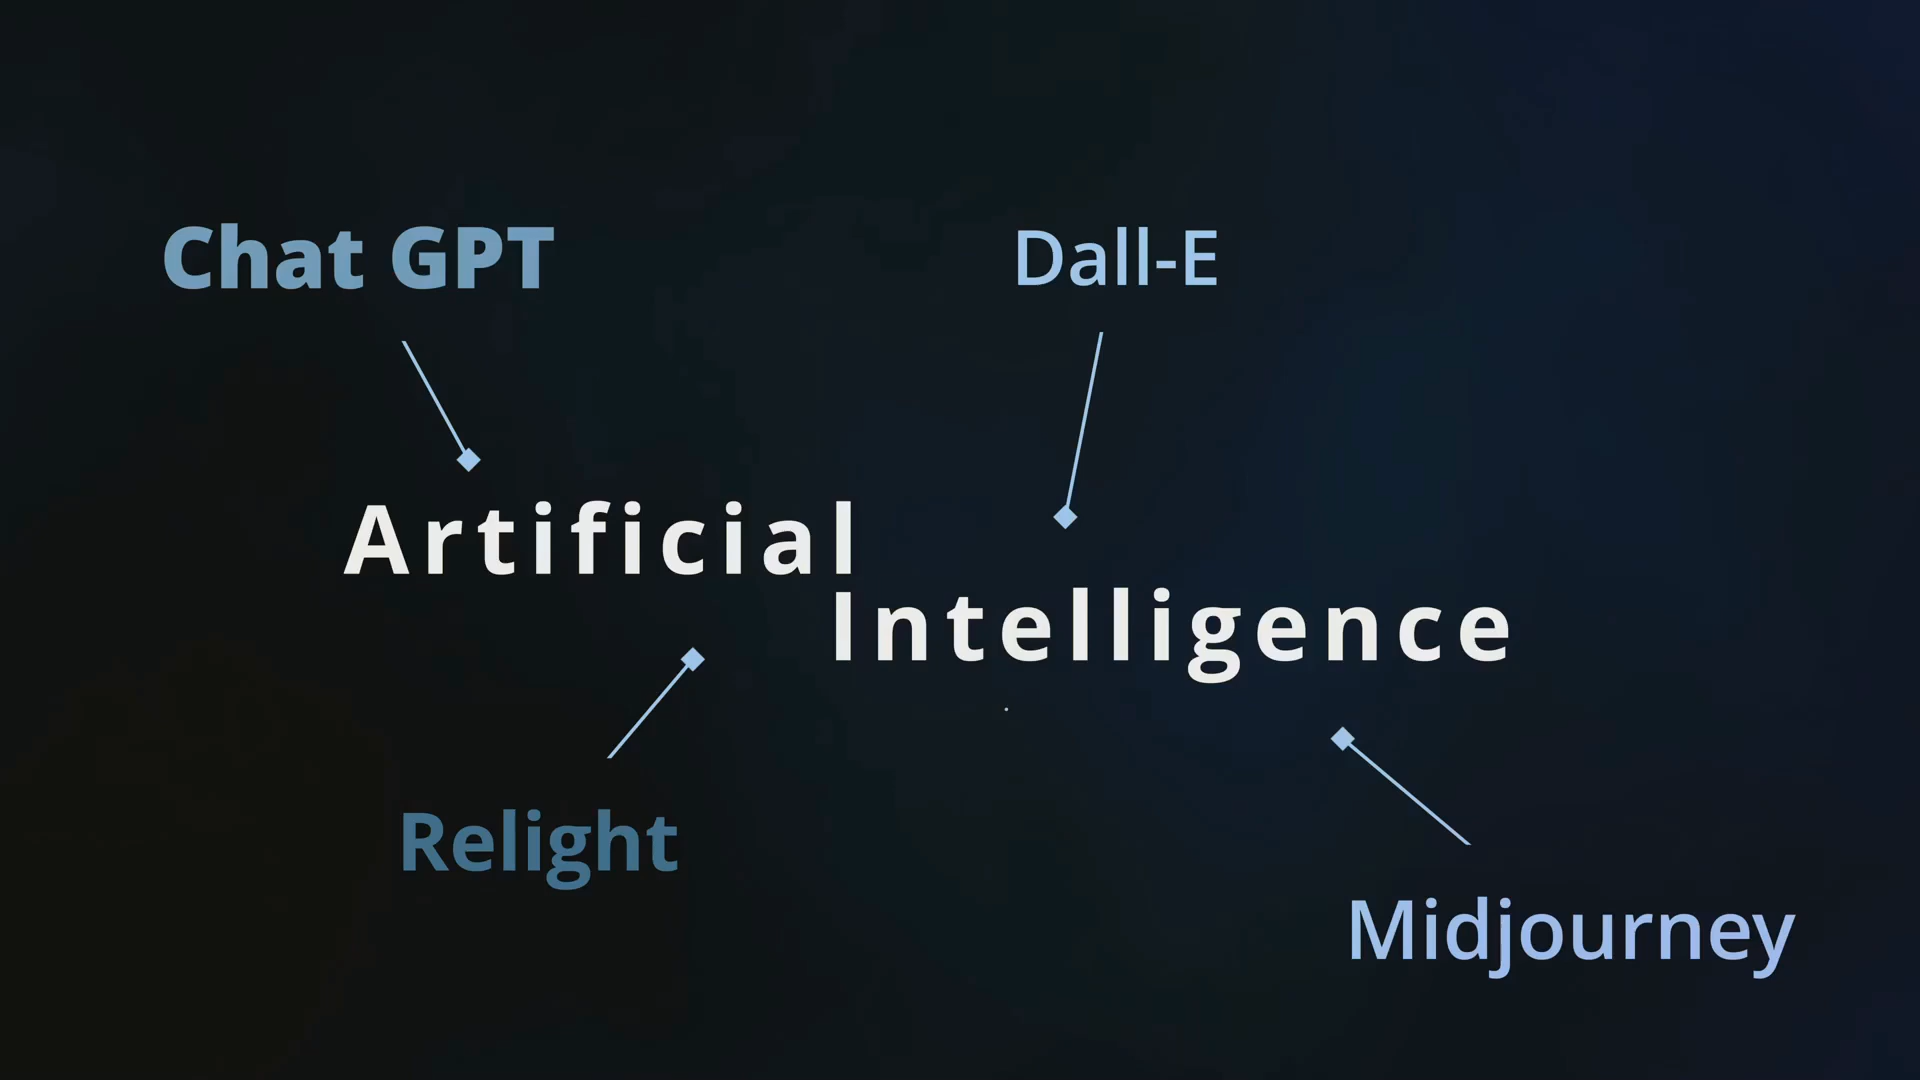 Chat GPT
Dall-E
Artificial
Intelligence
Relight
Midjourney